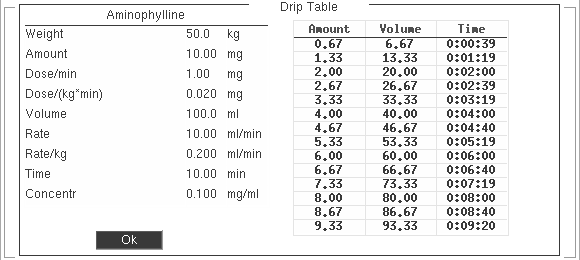 Aminophylline
Weight 50.0 kg
Amount 10.00 mg
Dose/min 1.00 mg
Dose/(kg*min) 0.020 mg
Volume 100.0 ml
Rate 10.00 ml/min
Rate/kg 0.200 ml/min
Time 10.00 min
Concentr 0.100 mg/ml
Ok
Drip Table
Amount Volume Time
0.67 6.67 0:00:39
1.33 13.33 0:01:19
2.00 20.00 0:02:00
2.67 26.67 0:02:39
3.33 33.33 0:03:19
4.00 40.00 0:04:00
4.67 46.67 0:04:40
5.33 53.33 0:05:19
6.00 60.00 0:06:00
6.67 66.67 0:06:40
7.33 73.33 0:07:19
8.00 80.00 0:08:00
8.67 86.67 0:08:40
9.33 93.33 0:09:20